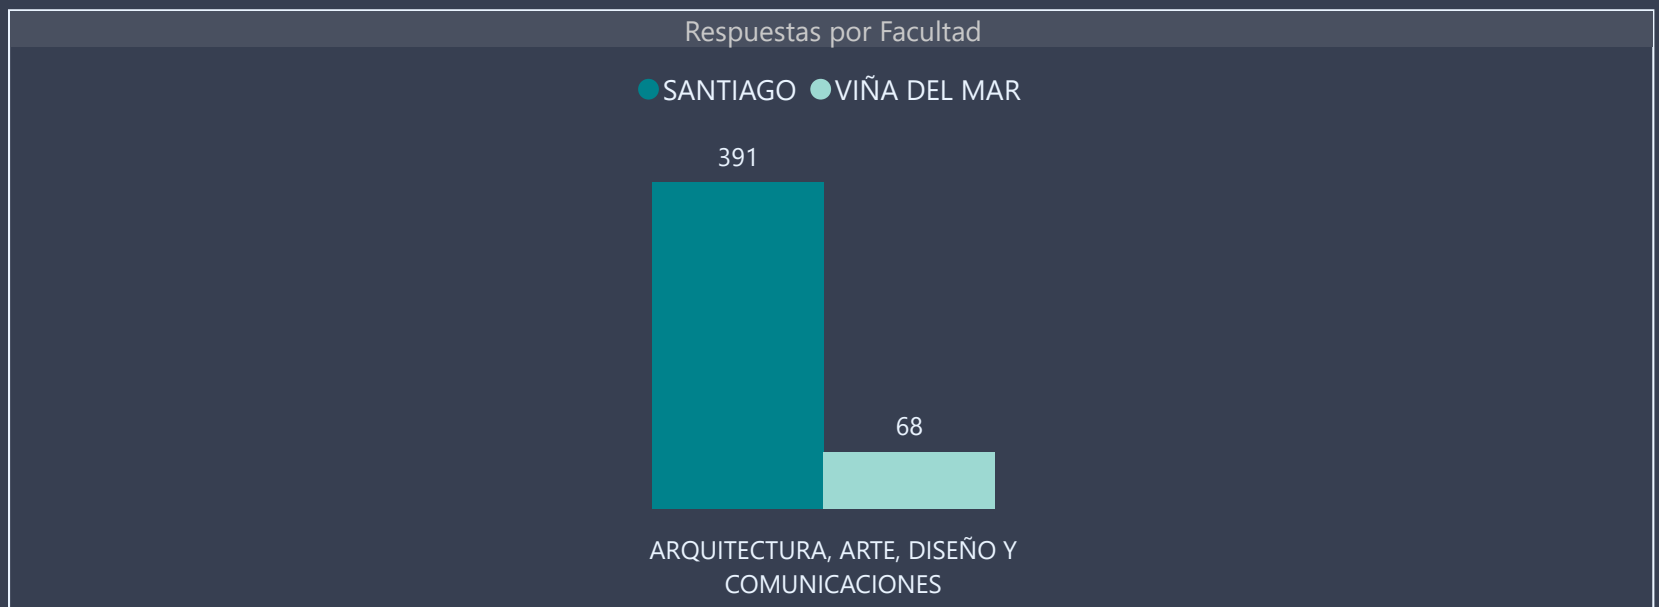 Respuestas por Facultad
SANTIAGO VIÑA DEL MAR
391
68
ARQUITECTURA, ARTE, DISEÑO Y
COMUNICACIONES